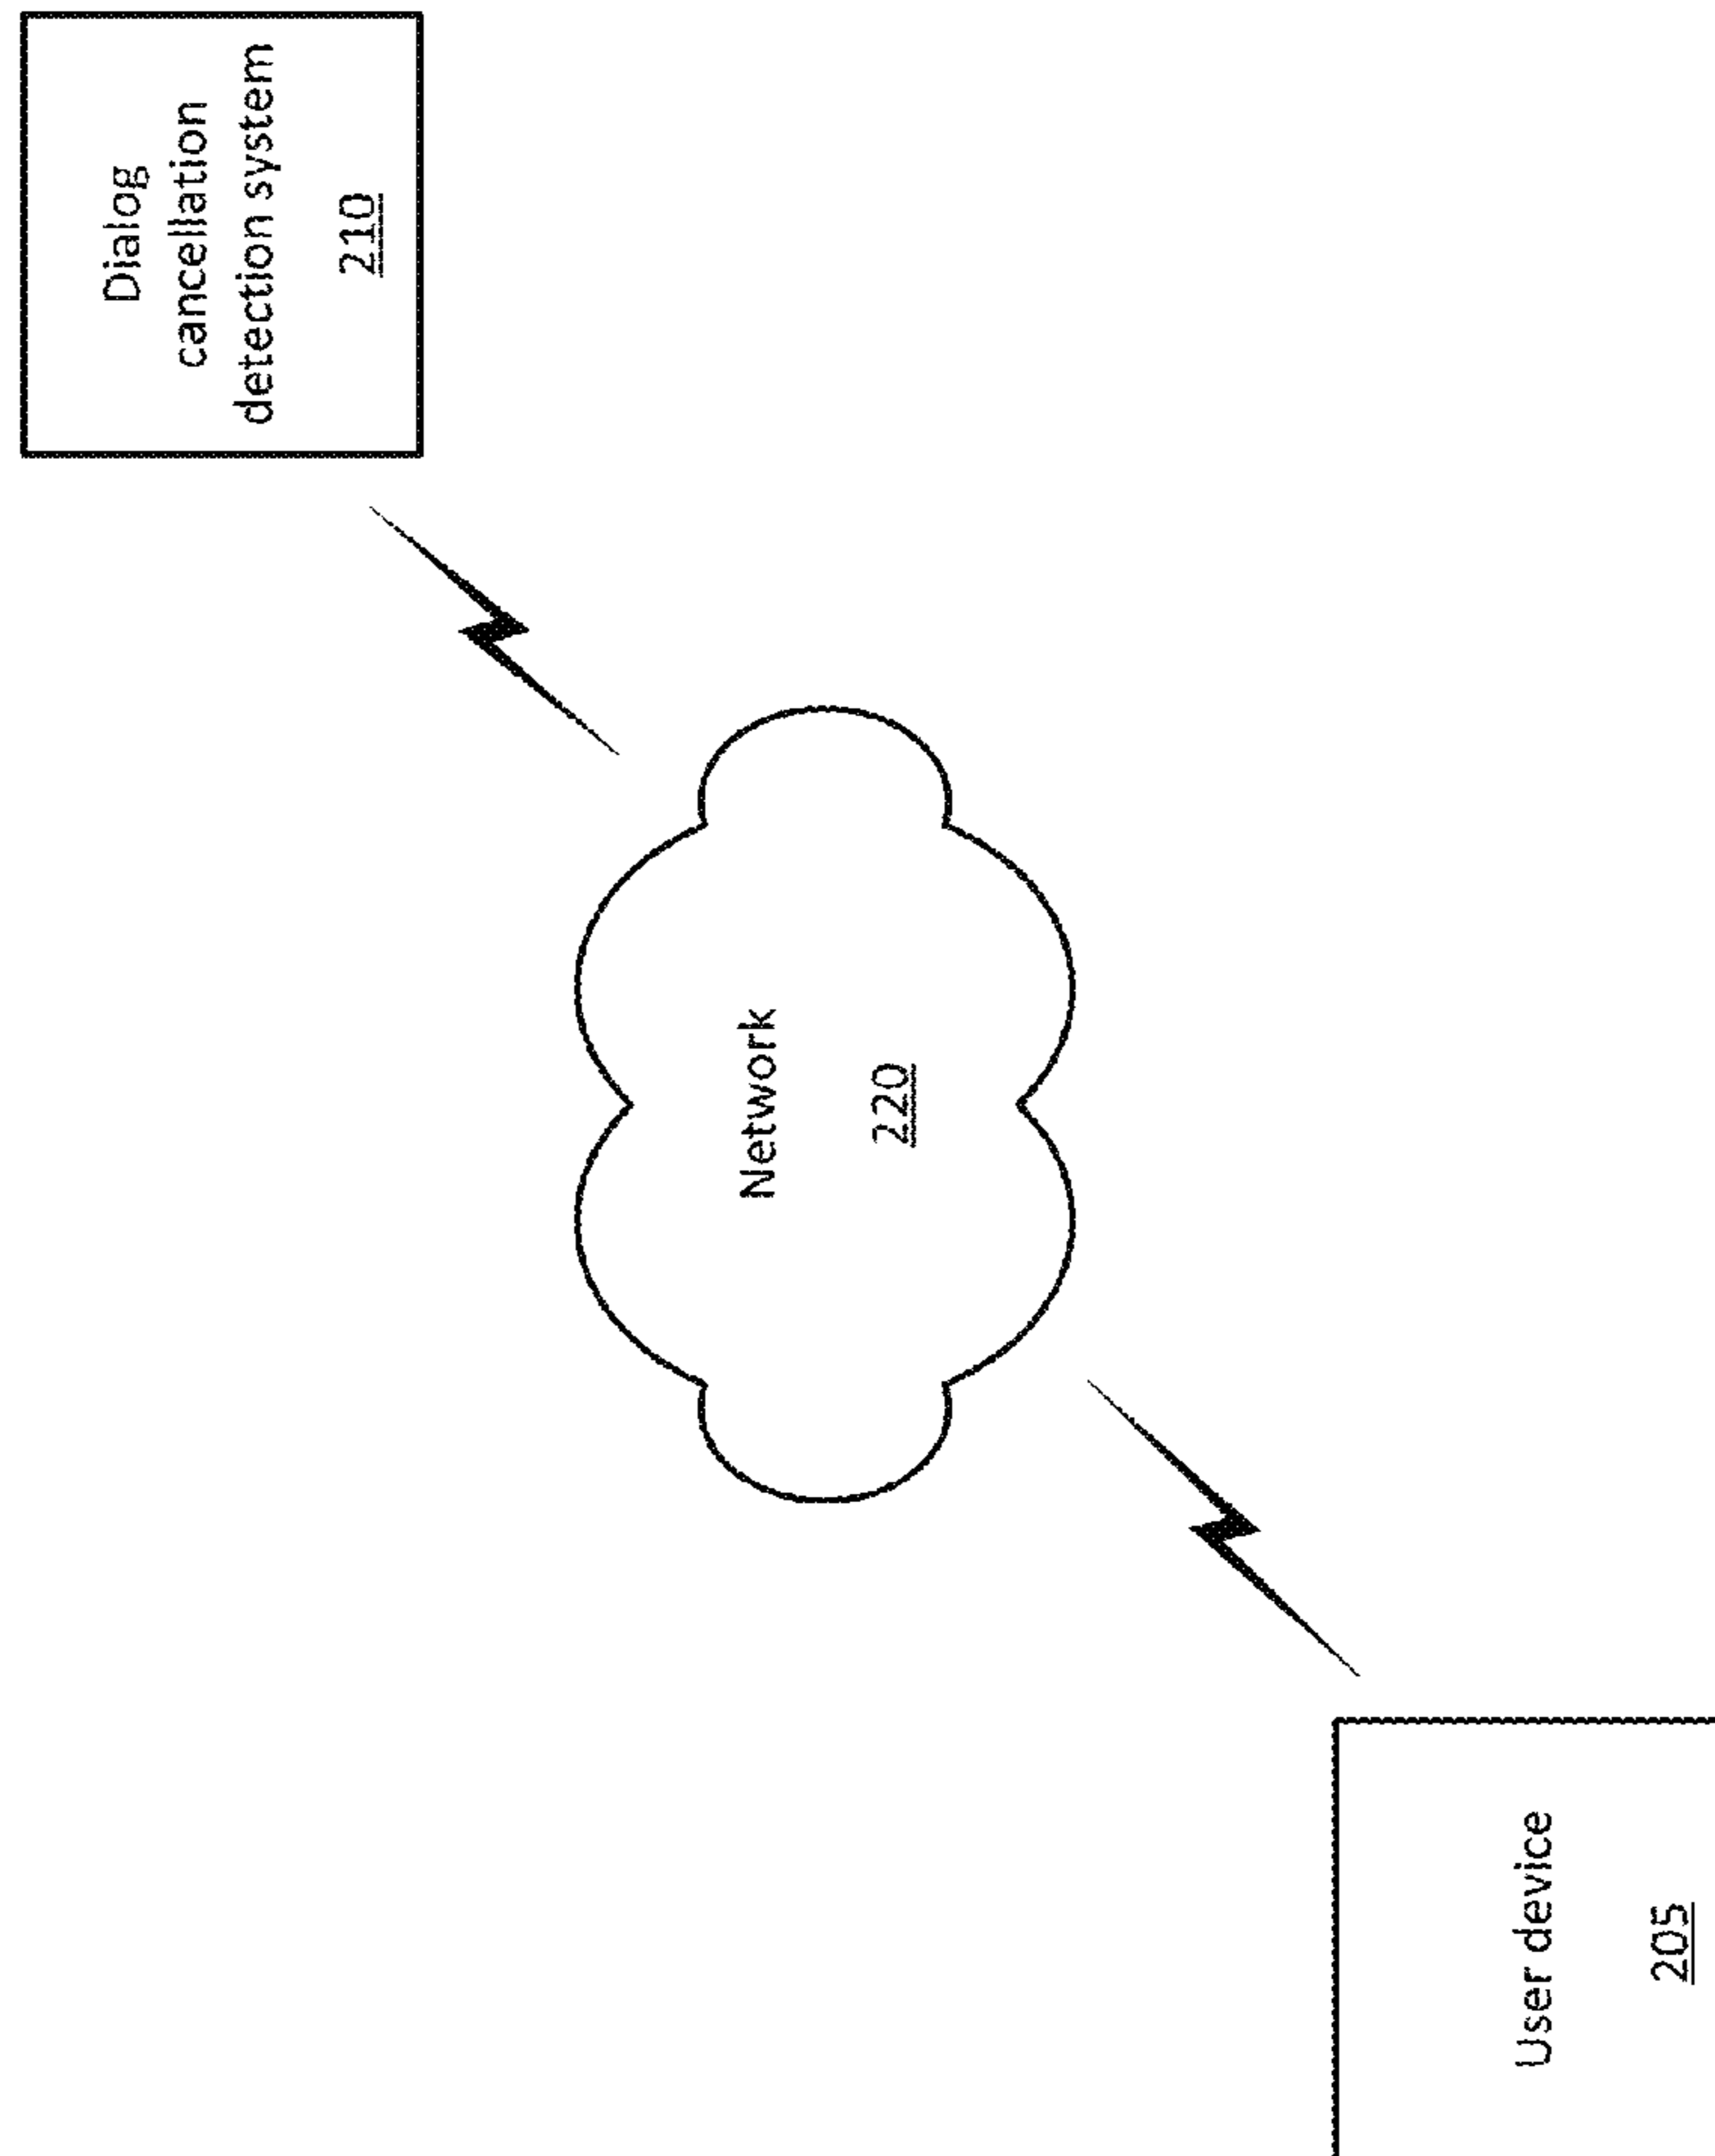 User device
205
Network
220
Dialog
cancellation
detection system
210